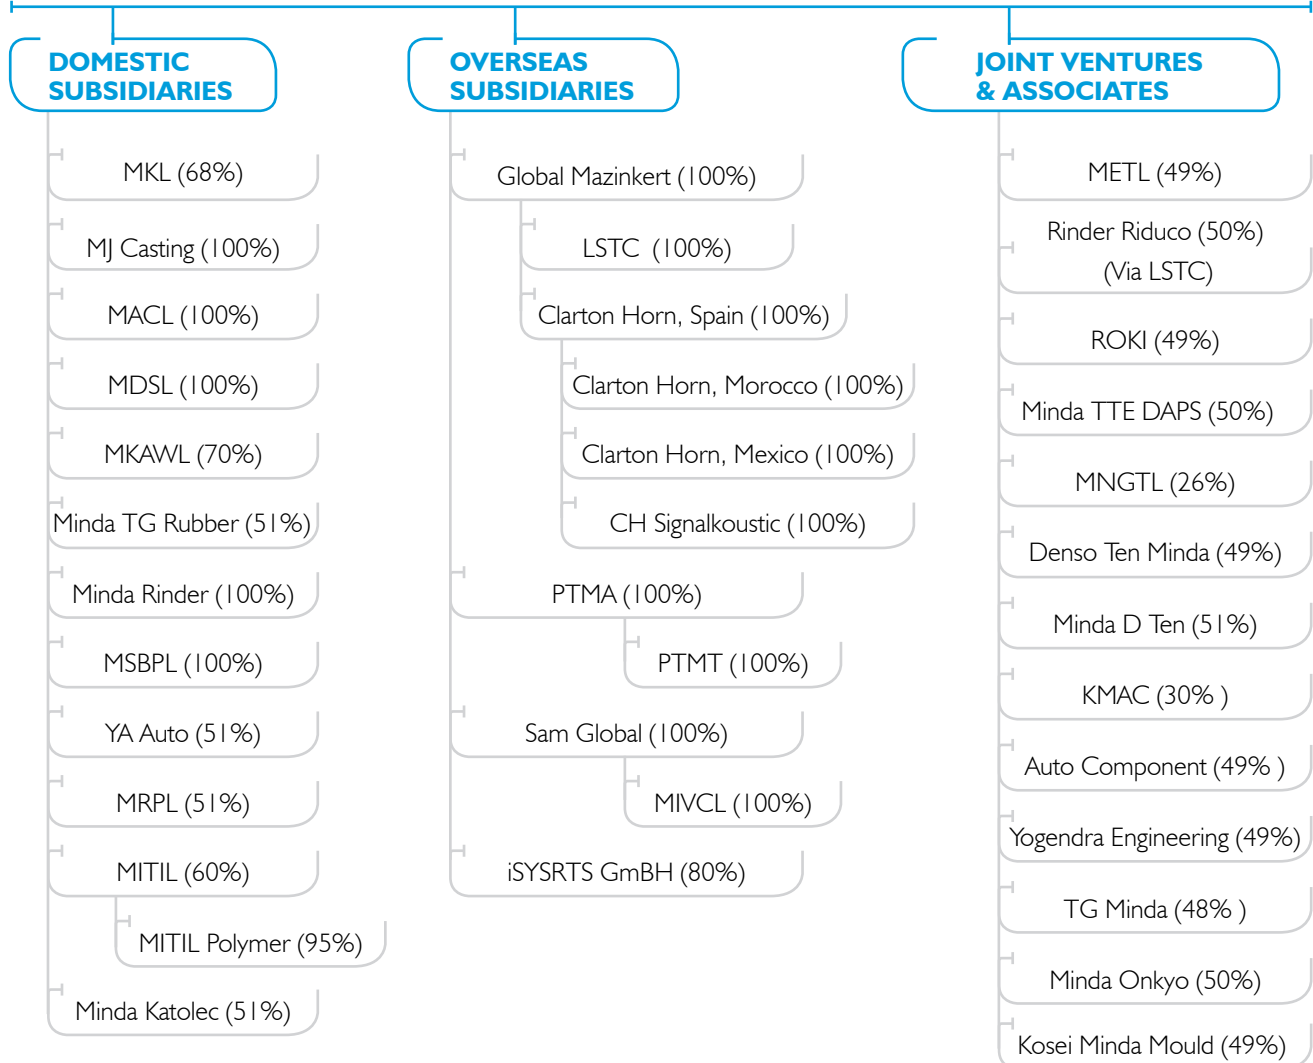 DOMESTIC
SUBSIDIARIES
MKL (68%)
MJ Casting (100%)
MACL (100%)
MDSL (100%)
MKAWL (70%)
Minda TG Rubber (51%)
Minda Rinder (100%)
MSBPL (100%)
YA Auto (51%)
MRPL (51%)
MITIL (60%)
MITIL Polymer (95%)
Minda Katolec (51%)
OVERSEAS
SUBSIDIARIES
Global Mazinkert (100%)
LSTC (100%)
Clarton Horn, Spain (100%)
Clarton Horn, Morocco (100%)
Clarton Horn, Mexico (100%)
CH Signalkoustic (100%)
PTMA (100%)
PTMT (100%)
Sam Global (100%)
MIVCL (100%)
iSYSRTS GmBH (80%)
JOINT VENTURES
& ASSOCIATES
METL (49%)
Rinder Riduco (50%)
(Via LSTC)
ROKI (49%)
Minda TTE DAPS (50%)
MNGTL (26%)
Denso Ten Minda (49%)
Minda D Ten (51%)
KMAC (30% )
Auto Component (49% )
Yogendra Engineering (49%)
TG Minda (48% )
Minda Onkyo (50%)
Kosei Minda Mould (49%)